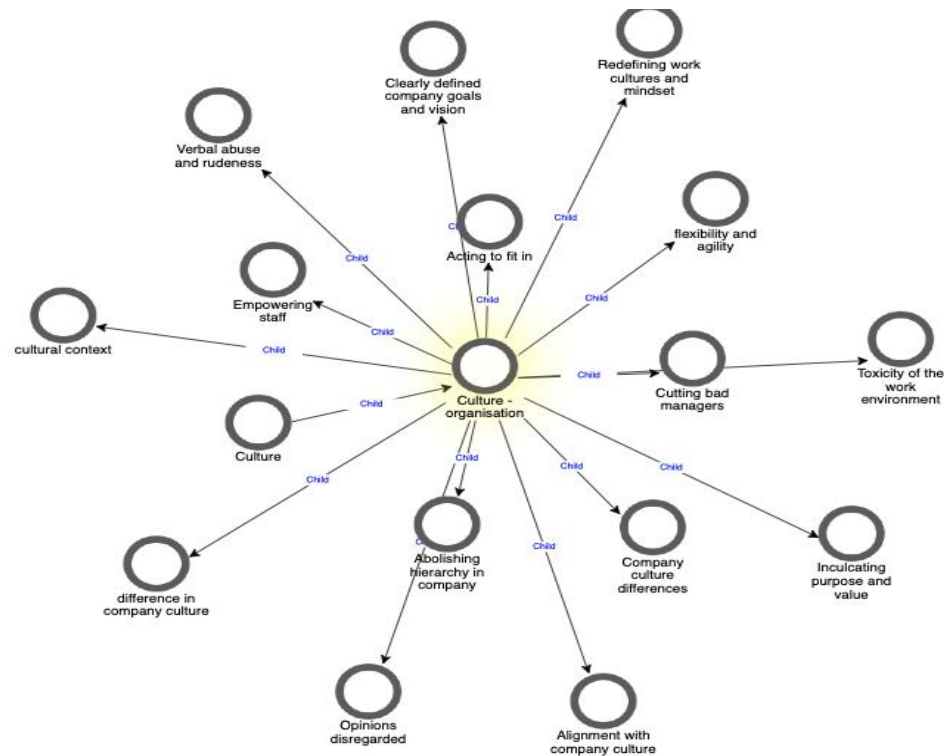 Clearly defined
company goals
and vision
Redefining work
cultures and
mindset
Verbal abuse
and rudeness
Child
Child
Acting to fit in
flexibility and
agility
Child
Empowering
staff
Child
Child
cultural context
Child
Child
Child
Cutting bad
managers
Toxicity of the
work
environment
Culture -
organisation
Child
Culture
Child
Child
Child
Child
Child
Abolishing
hierarchy in
company
Company
culture
differences
Inculcating
purpose and
value
difference in
company culture
Opinions
disregarded
Alignment with
company culture